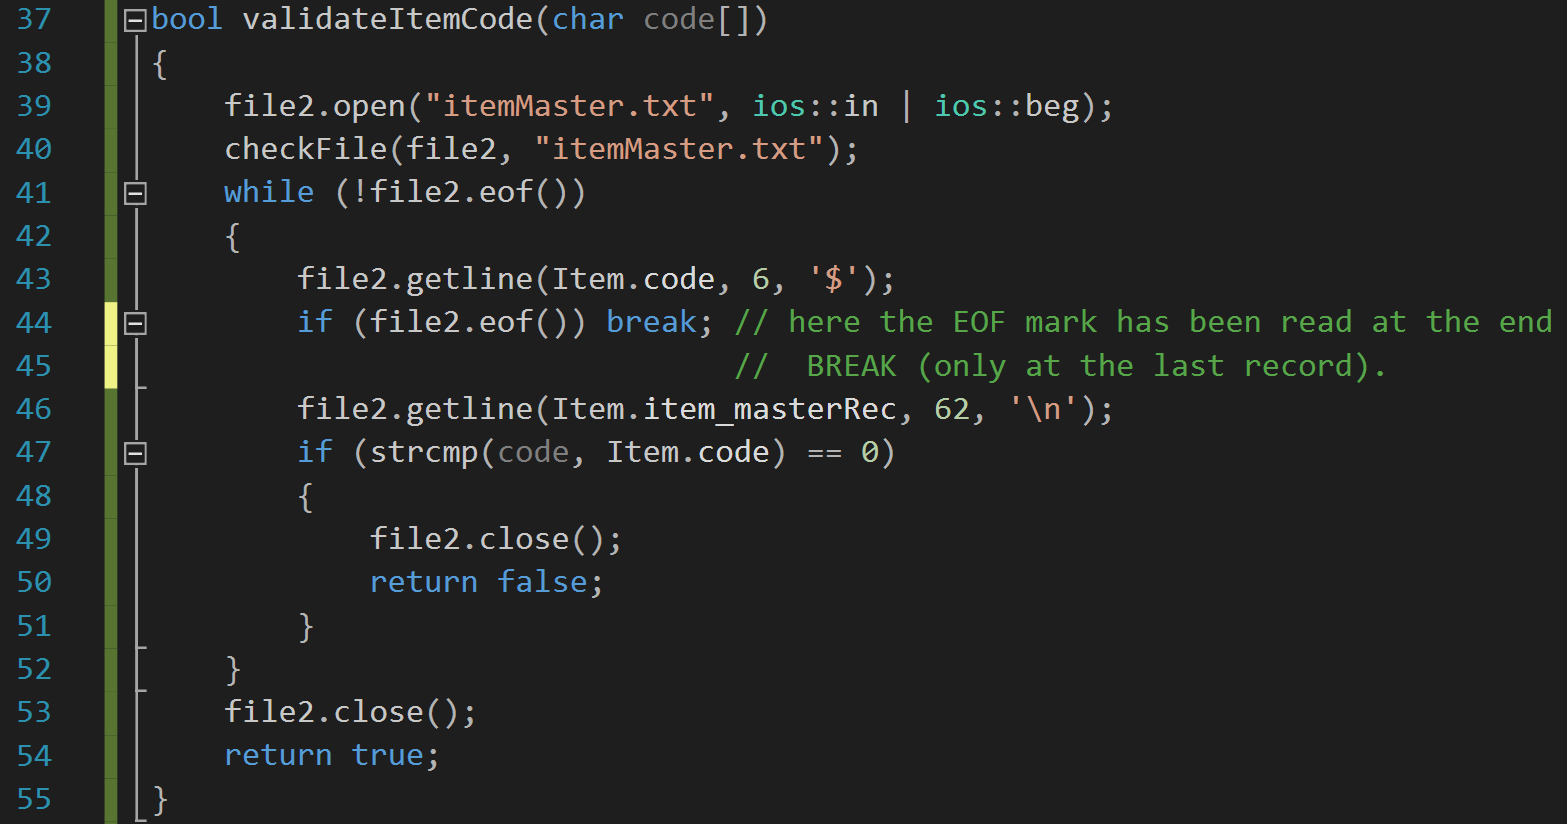 37 bool validateItemCode(char code[])
38 {
39 file2.open("itemMaster.txt", ios::in | ios::beg);
40 checkFile(file2, "itemMaster.txt");
41 while (!file2.eof())
42 {
43 file2.getline(Item.code, 6, '$');
44 if (file2.eof()) break; // here the EOF mark has been read at the end
45 //  BREAK (only at the last record).
46 file2.getline(Item.item_masterRec, 62, '\n');
47 if (strcmp(code, Item.code) == 0)
48 {
49 file2.close();
50 return false;
51 }
52 }
53 file2.close();
54 return true;
55 }